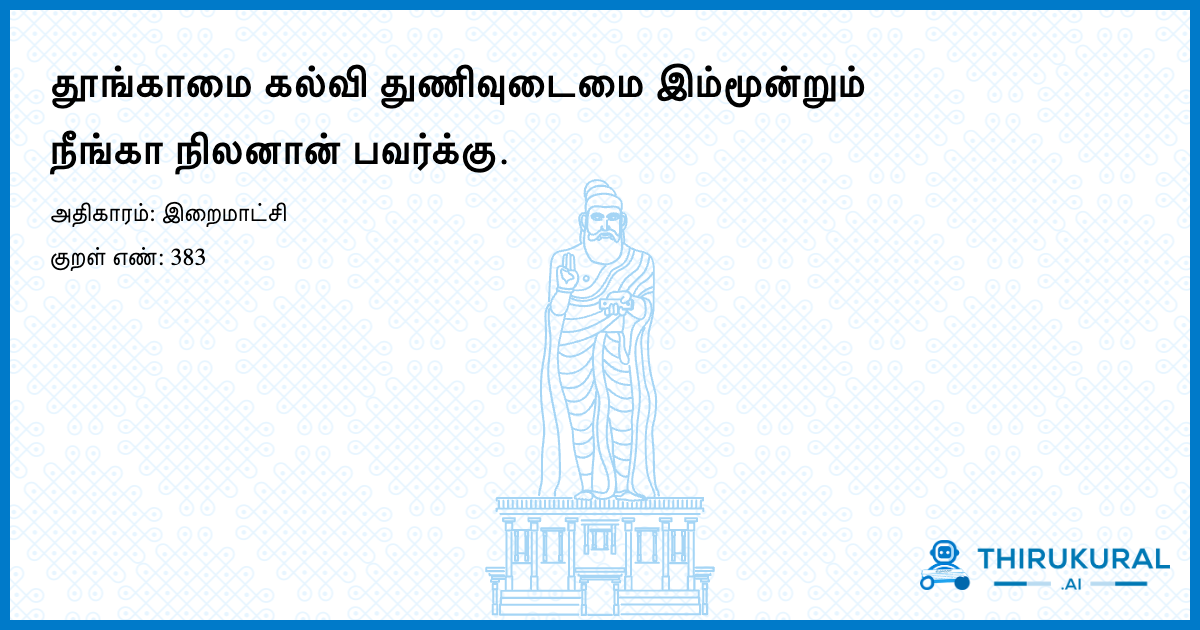 தூங்காமை கல்வி துணிவுடைமை இம்மூன்றும்
நீங்கா நிலனான் பவர்க்கு.
அதிகாரம்: இறைமாட்சி
குறள் எண்: 383
THIRUKURAL
.AI